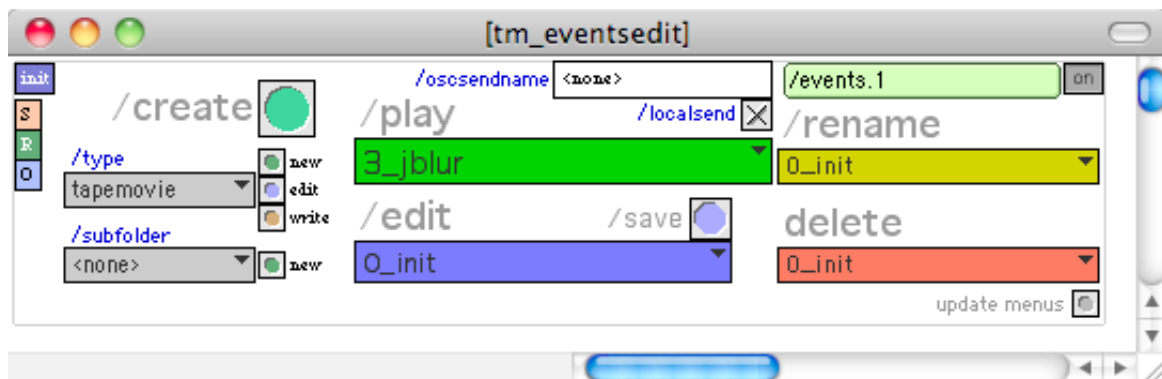 [tm_eventsedit]
init
S
R
O
/create
/type
tapemovie
new
edit
write
/subfolder
<none>
new
/oscsendname <none>
/play
/localsend
3_jblur
/edit
/save
0_init
/events.1
on
/rename
0_init
delete
0_init
update menus